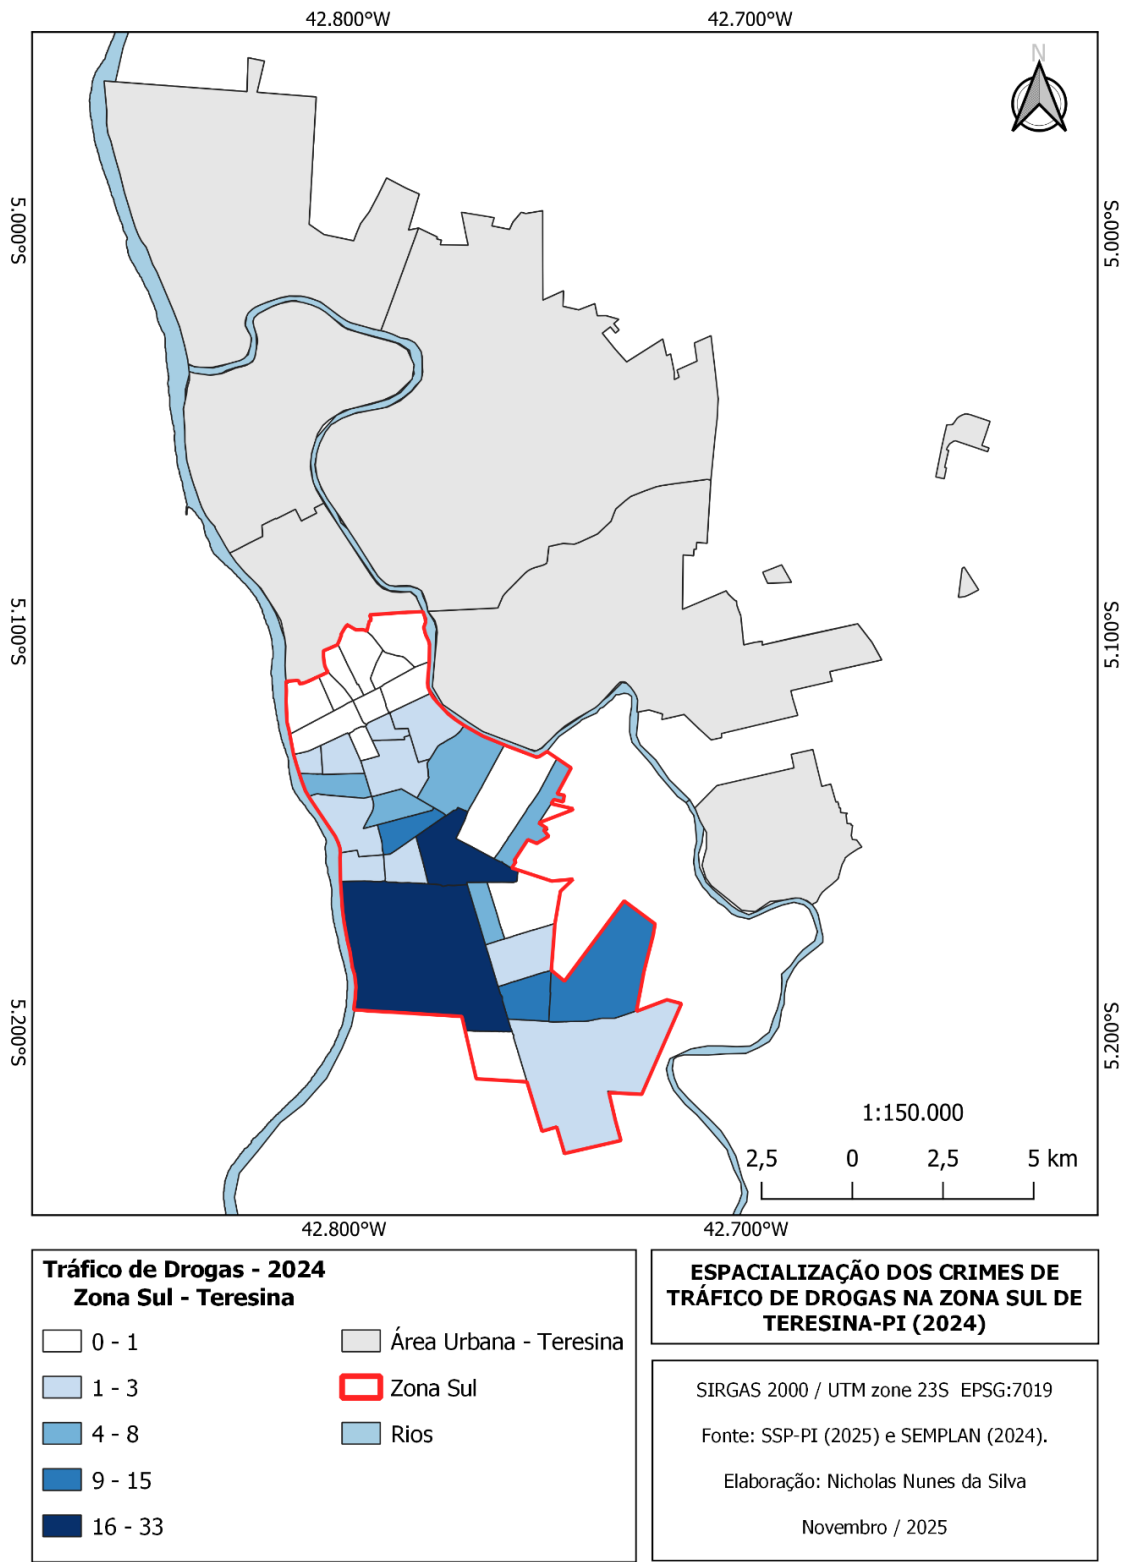 42.800°W
42.700°W
N
5.000°S
5.000°S
5.100°S
5.100°S
5.200°S
5.200°S
1:150.000
2,5
0
2,5
5 km
42.800°W
42.700°W
Tráfico de Drogas - 2024
Zona Sul - Teresina
0 - 1
1 - 3
4 - 8
9 - 15
16 - 33
Área Urbana - Teresina
Zona Sul
Rios
ESPACIALIZAÇÃO DOS CRIMES DE
TRÁFICO DE DROGAS NA ZONA SUL DE
TERESINA-PI (2024)
SIRGAS 2000 / UTM zone 23S EPSG:7019
Fonte: SSP-PI (2025) e SEMPLAN (2024).
Elaboração: Nicholas Nunes da Silva
Novembro / 2025